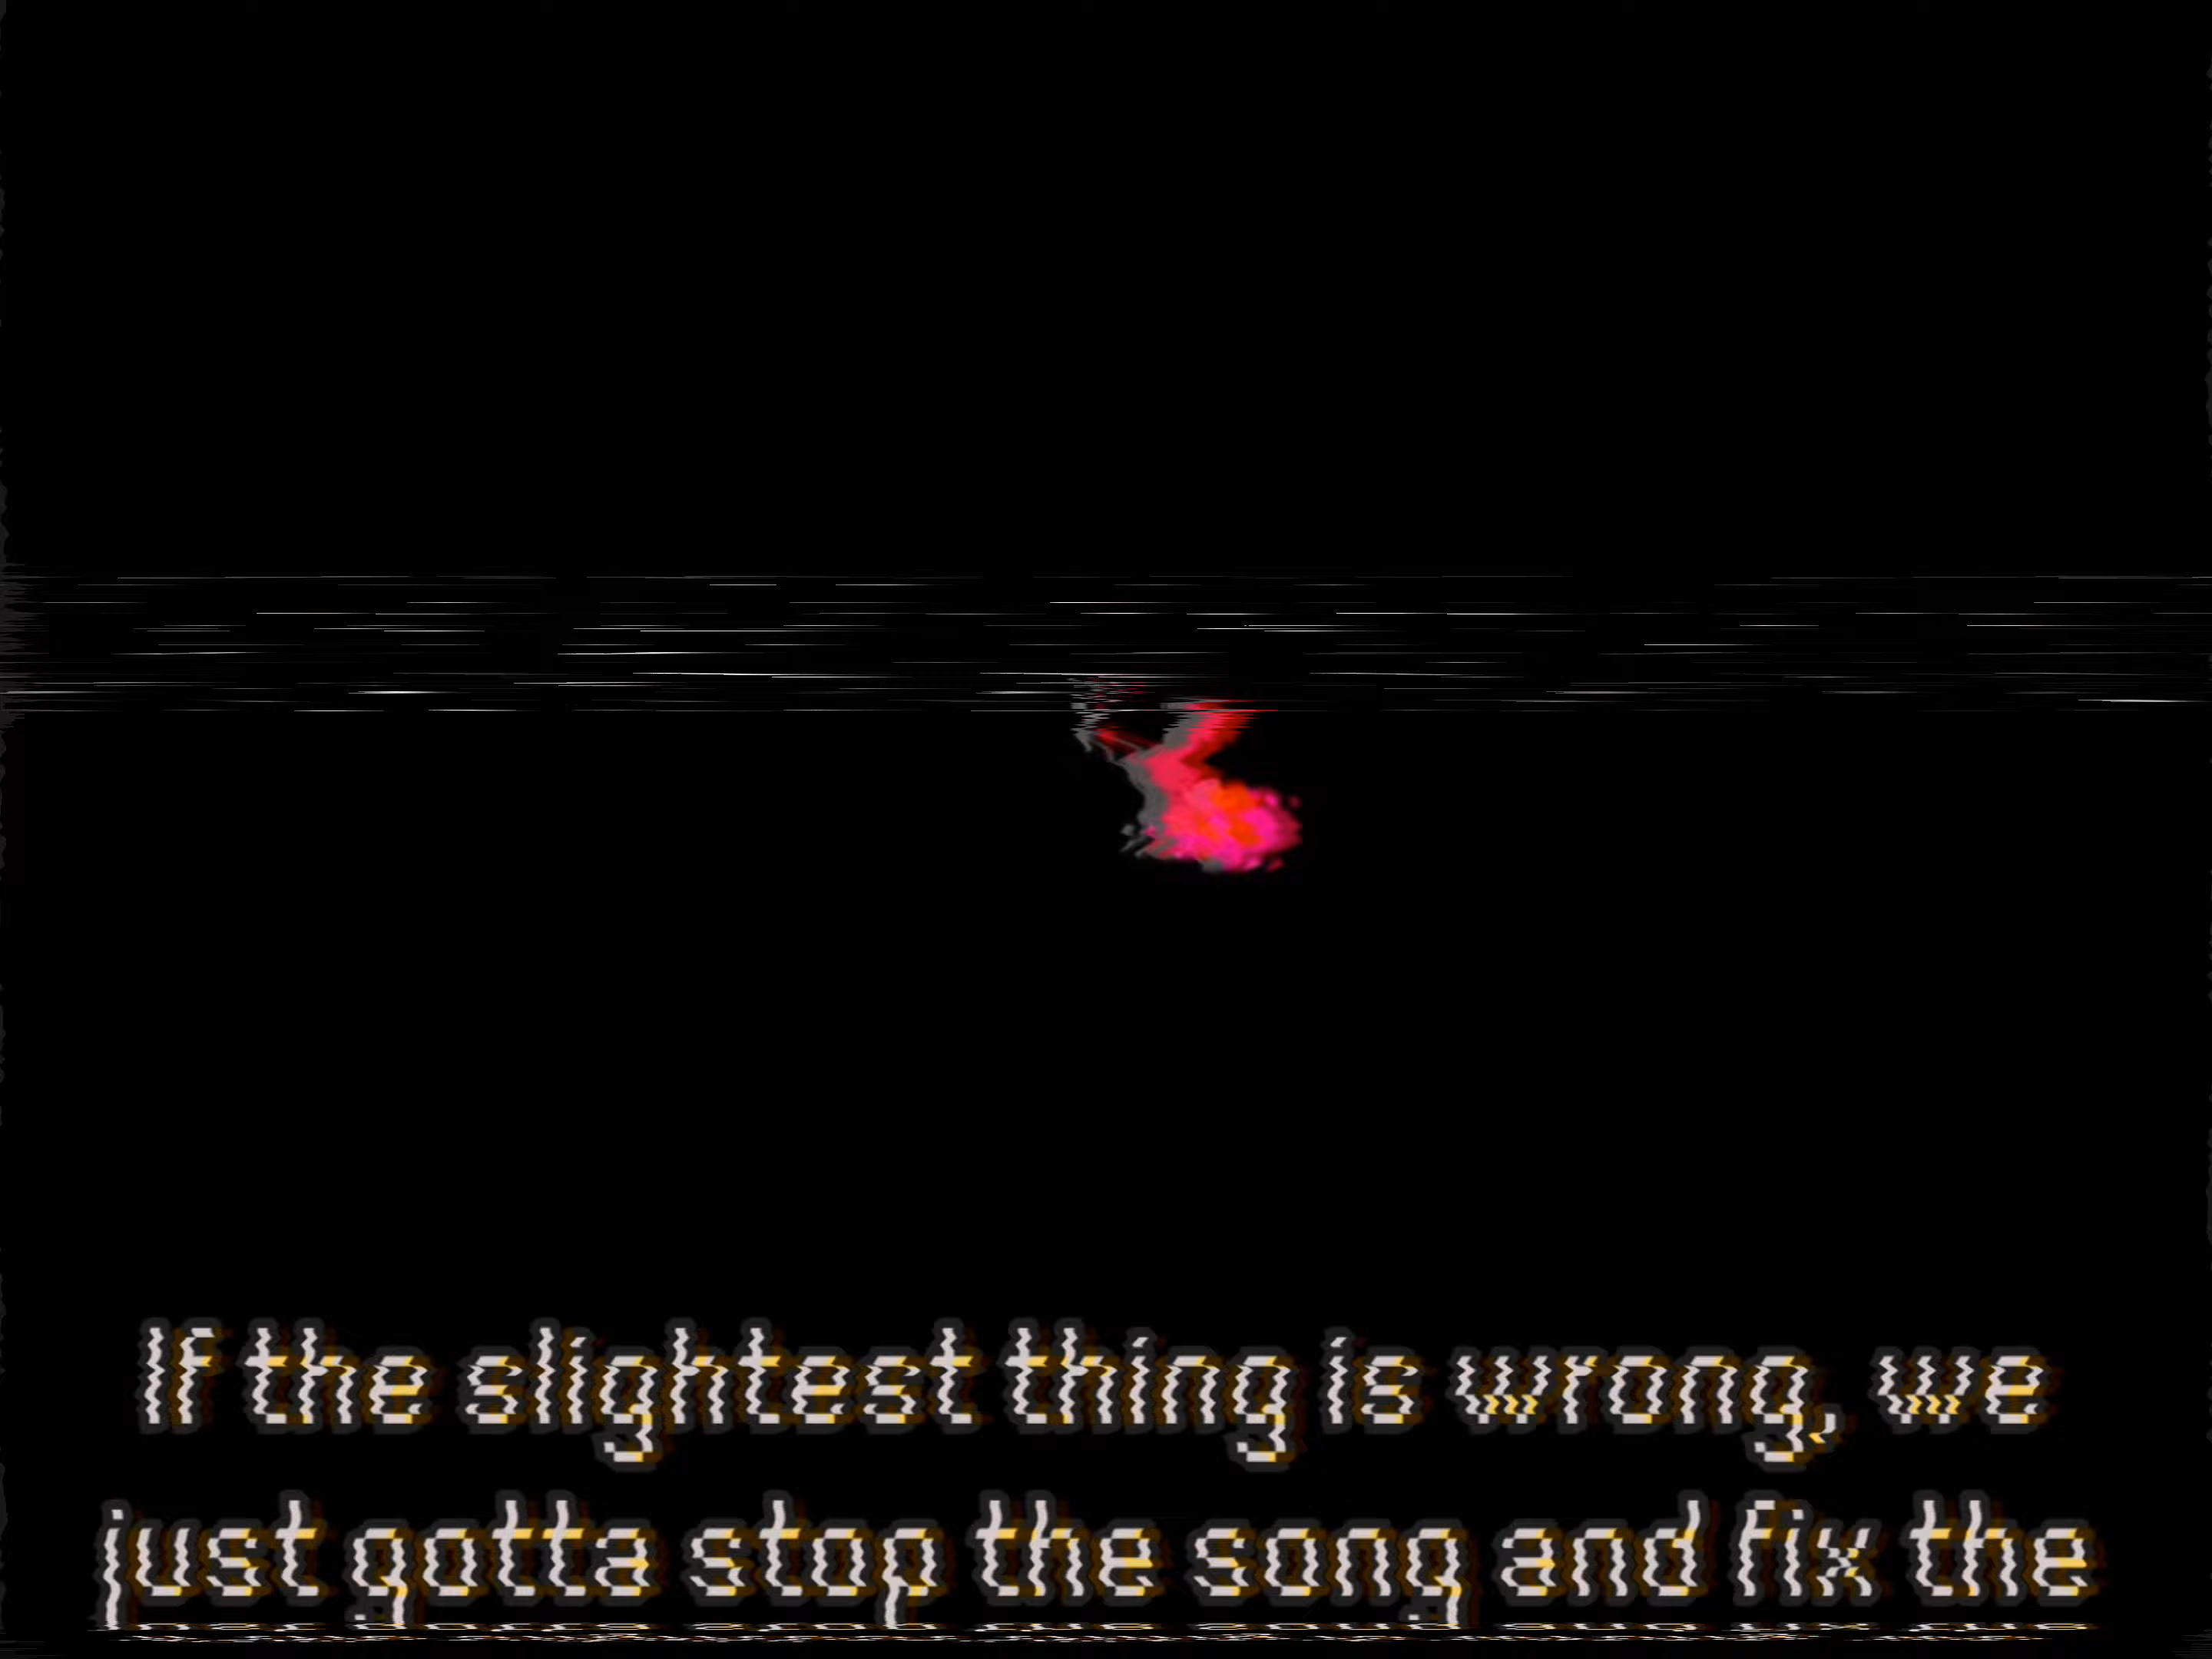 If the slightest thing is wrong, we
just gotta stop the song and fix the